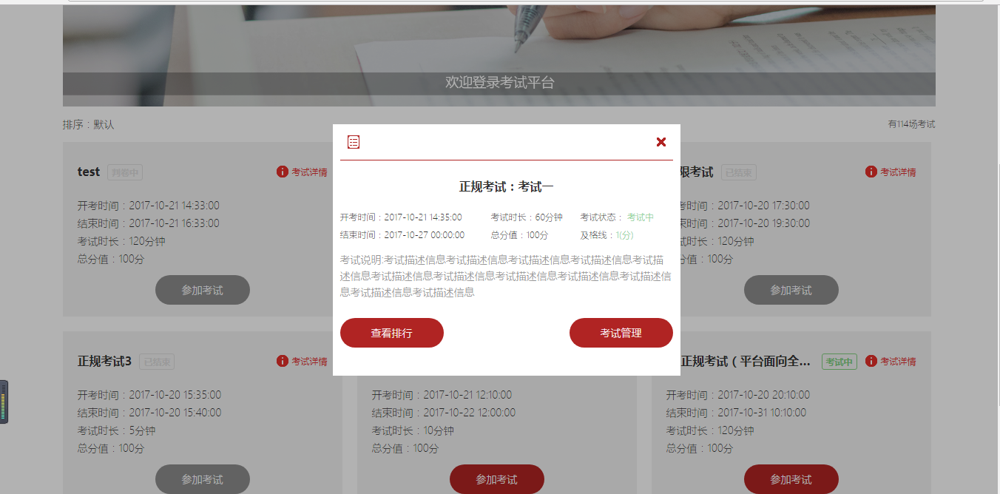 欢迎登录考试平台
排序：默认
有114场考试
test 判卷中 考试详情
开考时间：2017-10-21 14:33:00
结束时间：2017-10-21 16:33:00
考试时长：120分钟
总分值：100分
参加考试
正规考试：考试一
开考时间：2017-10-21 14:35:00 考试时长：60分钟 考试状态： 考试中
结束时间：2017-10-27 00:00:00 总分值：100分 及格线：1(分)
考试说明:考试描述信息考试描述信息考试描述信息考试描述信息考试描
述信息考试描述信息考试描述信息考试描述信息考试描述信息考试描述信
息考试描述信息考试描述信息
查看排行 考试管理
限考试 已结束 考试详情
考时间：2017-10-20 17:30:00
束时间：2017-10-20 19:30:00
试时长：120分钟
分值：100分
参加考试
正规考试3 已结束 考试详情
开考时间：2017-10-20 15:35:00
结束时间：2017-10-20 15:40:00
考试时长：5分钟
总分值：100分
参加考试
开考时间：2017-10-21 12:10:00
结束时间：2017-10-22 12:00:00
考试时长：10分钟
总分值：100分
参加考试
正规考试（平台面向全... 考试中 考试详情
开考时间：2017-10-20 20:10:00
结束时间：2017-10-31 10:10:00
考试时长：120分钟
总分值：100分
参加考试